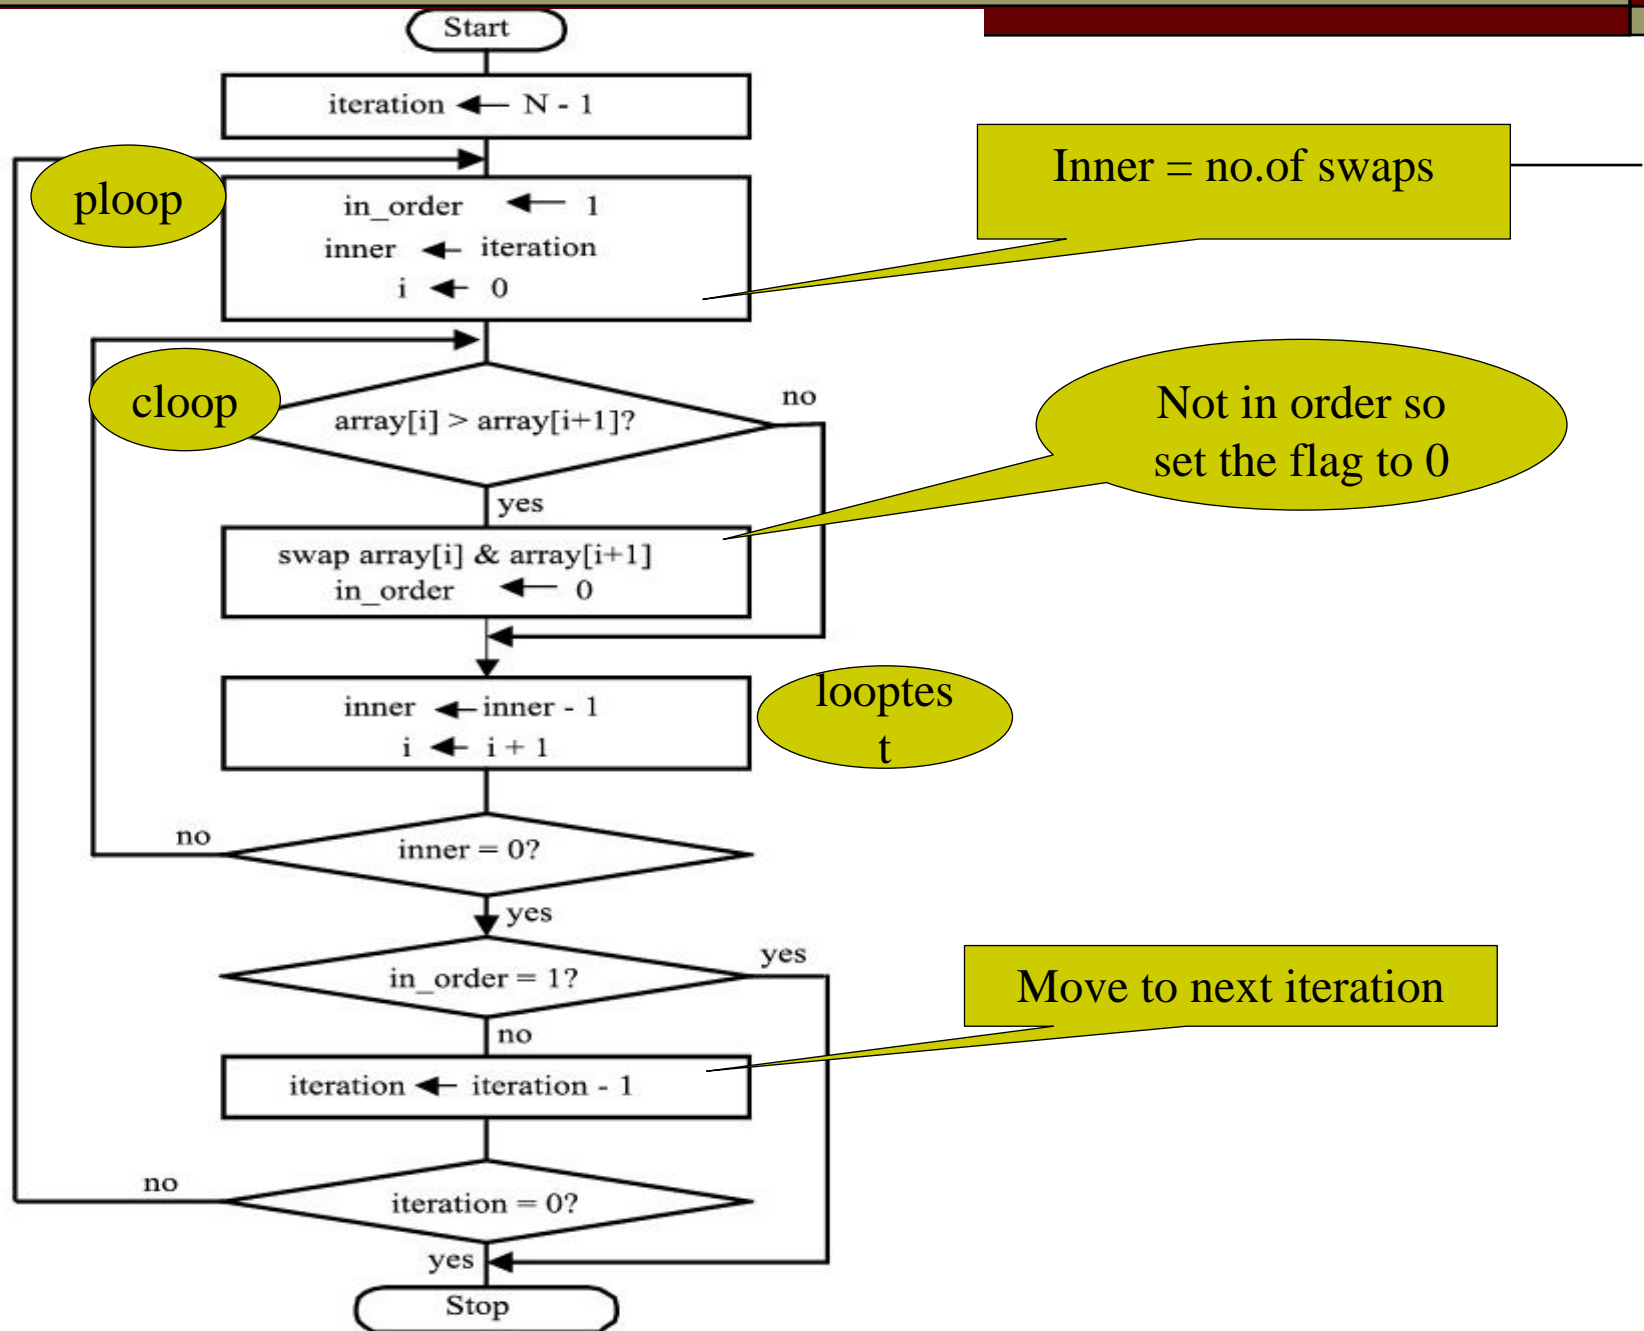 Start
iteration ← N - 1
ploop
in_order ← 1
inner ← iteration
i ← 0
Inner = no.of swaps
cloop
array[i] > array[i+1]?
no
yes
Not in order so
set the flag to 0
swap array[i] & array[i+1]
in_order ← 0
inner ← inner - 1
i ← i + 1
looptes
t
inner = 0?
no
yes
in_order = 1?
yes
no
Move to next iteration
iteration ← iteration - 1
iteration = 0?
no
yes
Stop